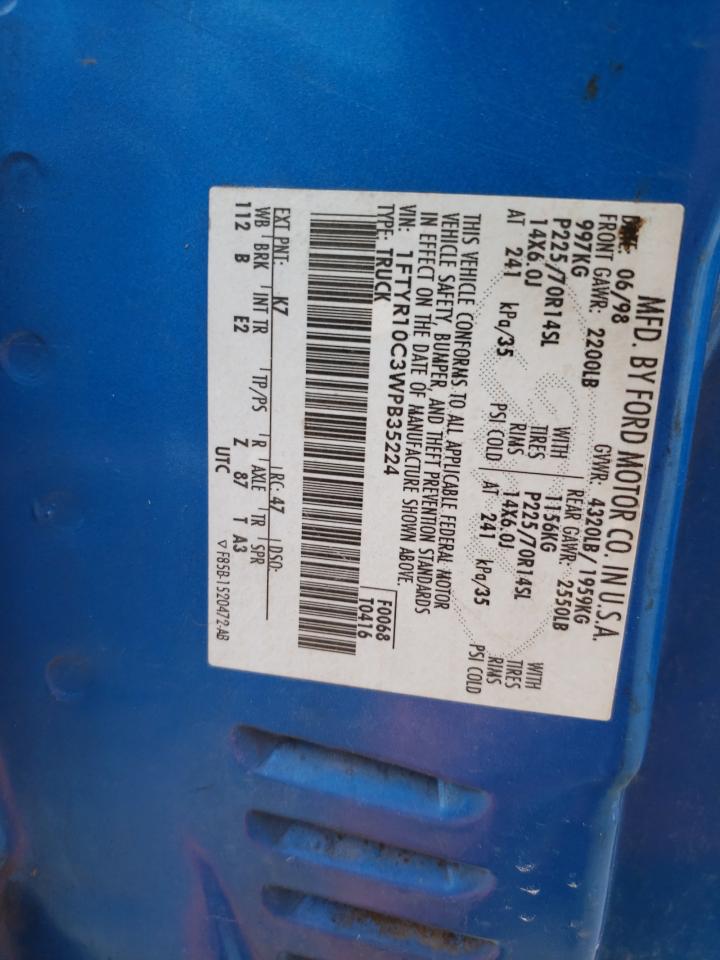 MFD. BY FORD MOTOR CO. IN U.S.A.
DATE: 06/98 GVWR: 4320LB/1959KG
FRONT GAWR: 2200LB REAR GAWR: 2550LB
997KG WITH 1156KG WITH
P225/70R14SL TIRES P225/70R14SL TIRES
14X6.0J RIMS 14X6.0J RIMS
AT 241 kPa/35 PSI COLD AT 241 kPa/35 PSI COLD
THIS VEHICLE CONFORMS TO ALL APPLICABLE FEDERAL MOTOR
VEHICLE SAFETY, BUMPER, AND THEFT PREVENTION STANDARDS
IN EFFECT ON THE DATE OF MANUFACTURE SHOWN ABOVE.
VIN: 1FTYR10C3WPB35224 F0068
TYPE: TRUCK T0416
EXT PNT: K7 RC: 47 DSO:
WB BRK INT TR TP/PS R AXLE TR SPR
112 B E2 Z 87 1 A3
UTC ▽ F85B-1520472-AB